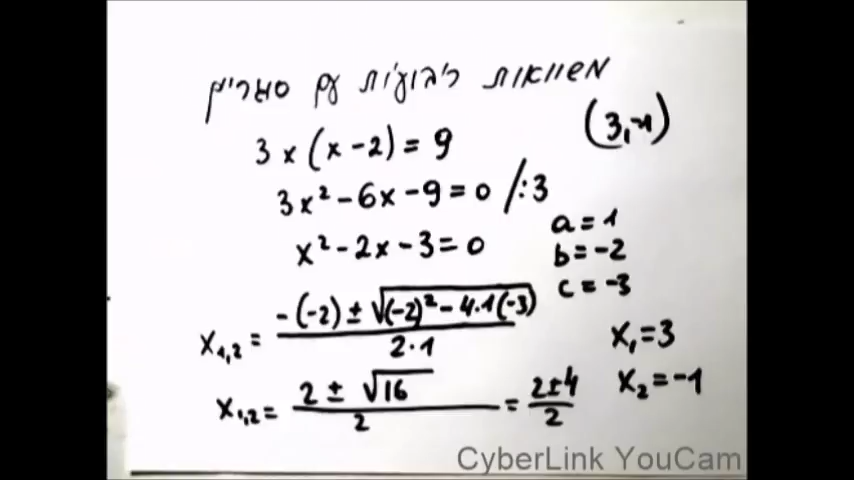 משוואות ריבועיות עם סוגריים
3x(x-2)=9
(3,-1)
3x²-6x-9=0 /:3
x²-2x-3=0
a=1
b=-2
c=-3
x₁,₂= (-(-2)±√((-2)²-4·1(-3)))/(2·1)
x₁=3
x₂=-1
x₁,₂= (2±√16)/2 = (2±4)/2
CyberLink YouCam